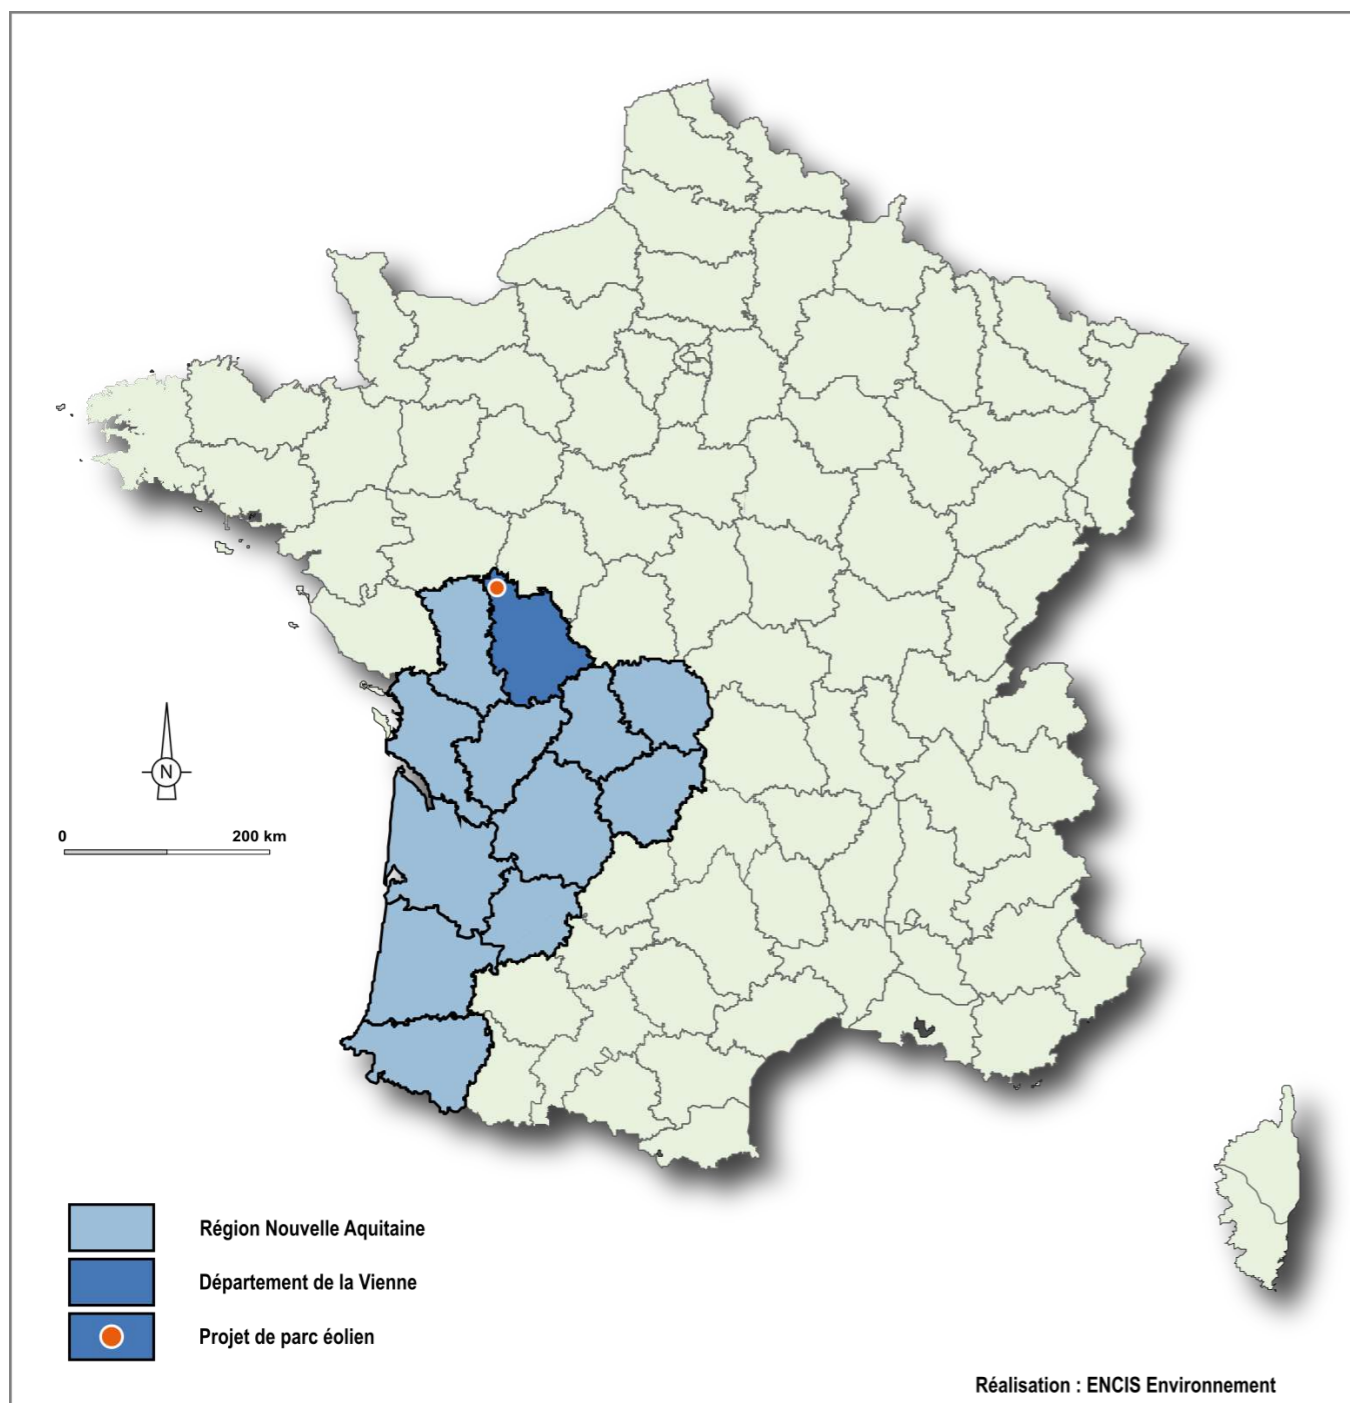 N
0 200 km
Région Nouvelle Aquitaine
Département de la Vienne
Projet de parc éolien
Réalisation : ENCIS Environnement